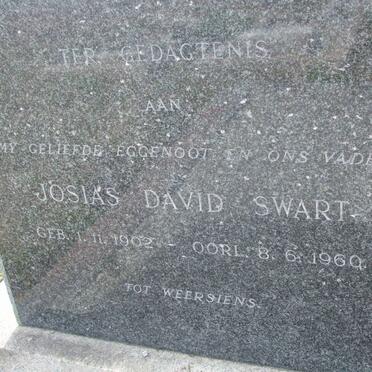 TER GEDAGTENIS
AAN
MY GELIEFDE EGGENOOT EN ONS VADE
JOSIAS DAVID SWART
GEB. 1. 11. 1902 – OORL. 8. 6. 1960.
TOT WEERSIENS.